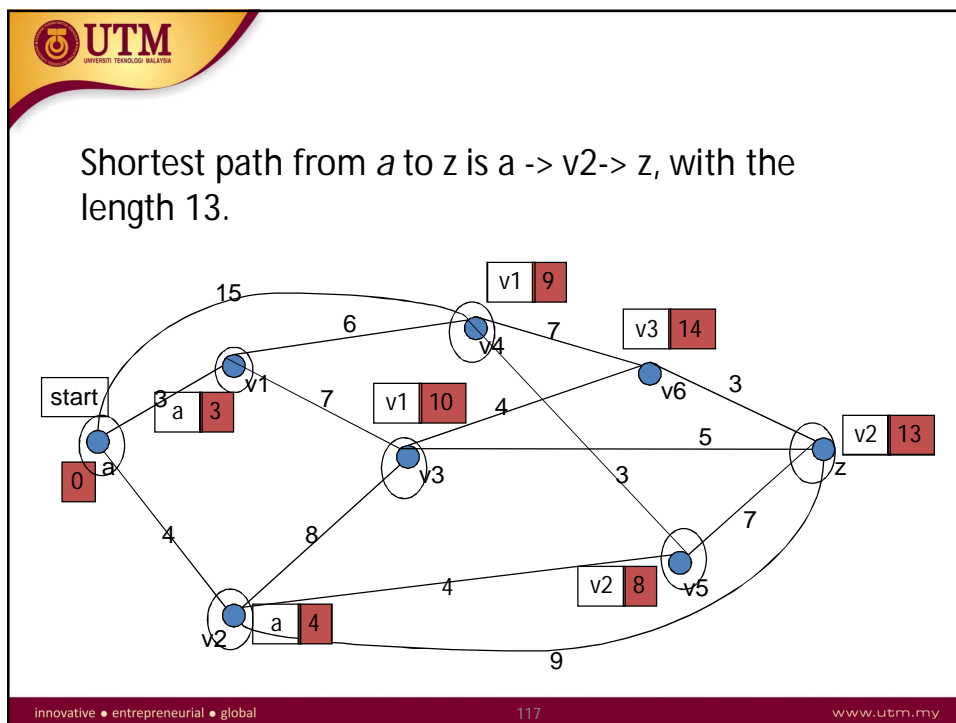 UTM
UNIVERSITI TEKNOLOGI MALAYSIA
Shortest path from a to z is a -> v2-> z, with the
length 13.
v1 9
15
6
v4
7
v3 14
start
3
v1
a 3
7
v1 10
4
v6
3
0
a
v3
5
v2 13
z
3
4
8
7
4
v2 8
v5
v2
a 4
9
innovative ● entrepreneurial ● global
117
www.utm.my